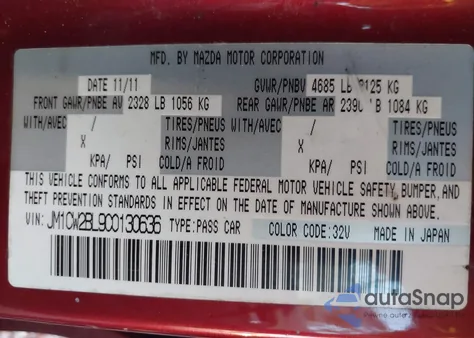 MFD. BY MAZDA MOTOR CORPORATION
DATE 11/11 GVWR/PNBV 4685 LB 2125 KG
FRONT GAWR/PNBE AV 2328 LB 1056 KG REAR GAWR/PNBE AR 2390 LB 1084 KG
WITH/AVEC / TIRES/PNEUS WITH/AVEC / TIRES/PNEUS
X RIMS/JANTES X RIMS/JANTES
KPA/ PSI COLD/A FROID KPA/ PSI COLD/A FROID
THIS VEHICLE CONFORMS TO ALL APPLICABLE FEDERAL MOTOR VEHICLE SAFETY, BUMPER, AND
THEFT PREVENTION STANDARDS IN EFFECT ON THE DATE OF MANUFACTURE SHOWN ABOVE.
VIN: JM1CW2BL9C0130636 TYPE:PASS CAR COLOR CODE: 32V MADE IN JAPAN
autaSnap